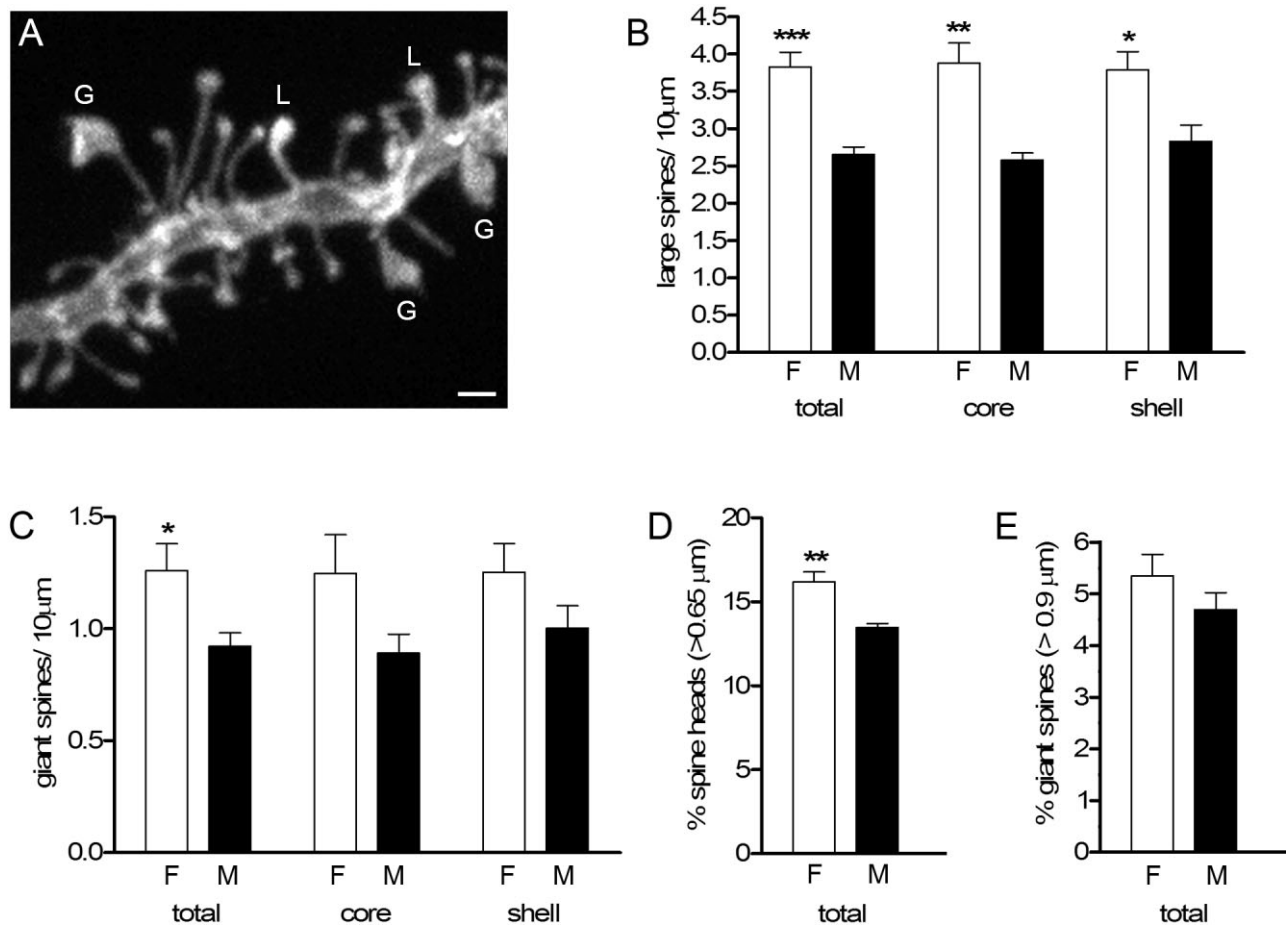 A
G
L
L
G
G
B
large spines/ 10μm
4.5
4.0
3.5
3.0
2.5
2.0
1.5
1.0
0.5
0.0
***
**
*
F M F M F M
total core shell
C
giant spines/ 10μm
1.5
1.0
0.5
0.0
*
F M F M F M
total core shell
D
% spine heads (>0.65 μm)
20
15
10
5
0
**
F M
total
E
% giant spines (> 0.9 μm)
6
5
4
3
2
1
0
F M
total